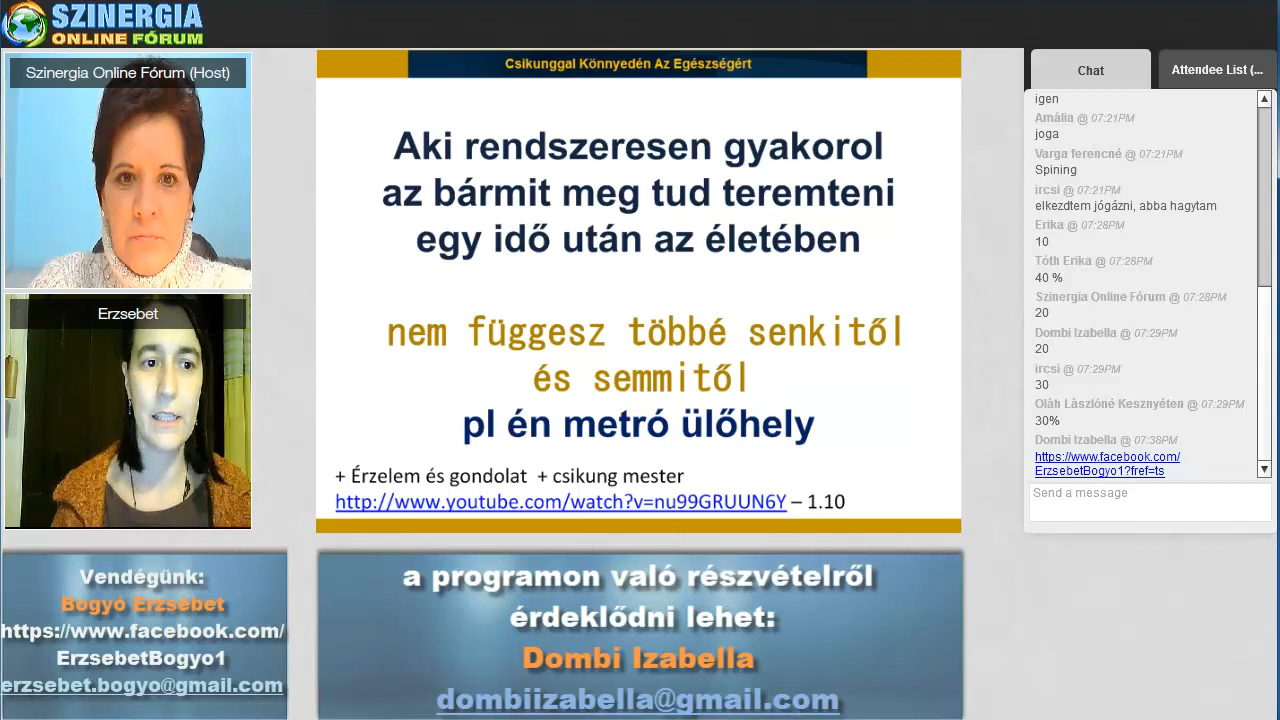 SZINERGIA
ONLINE FÓRUM
Szinergia Online Fórum (Host)
Erzsebet
Csikunggal Könnyedén Az Egészségért
Aki rendszeresen gyakorol
az bármit meg tud teremteni
egy idő után az életében
nem függesz többé senkitől
és semmitől
pl én metró ülőhely
+ Érzelem és gondolat + csikung mester
http://www.youtube.com/watch?v=nu99GRUUN6Y – 1.10
Chat
Attendee List (...
igen
Amália @ 07:21PM
joga
Varga ferencné @ 07:21PM
Spining
ircsi @ 07:21PM
elkezdtem jógázni, abba hagytam
Erika @ 07:28PM
10
Tóth Erika @ 07:28PM
40 %
Szinergia Online Fórum @ 07:28PM
20
Dombi Izabella @ 07:29PM
20
ircsi @ 07:29PM
30
Oláh Lászlóné Kesznyéten @ 07:29PM
30%
Dombi Izabella @ 07:38PM
https://www.facebook.com/
ErzsebetBogyo1?fref=ts
Send a message
Vendégünk:
Bogyó Erzsébet
https://www.facebook.com/
ErzsebetBogyo1
erzsebet.bogyo@gmail.com
a programon való részvételről
érdeklődni lehet:
Dombi Izabella
dombiizabella@gmail.com